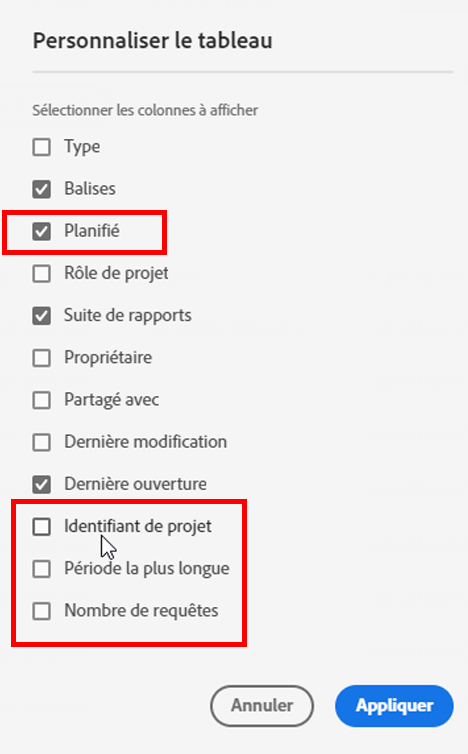 Personnaliser le tableau
Sélectionner les colonnes à afficher
Type
Balises
Planifié
Rôle de projet
Suite de rapports
Propriétaire
Partagé avec
Dernière modification
Dernière ouverture
Identifiant de projet
Période la plus longue
Nombre de requêtes
Annuler
Appliquer